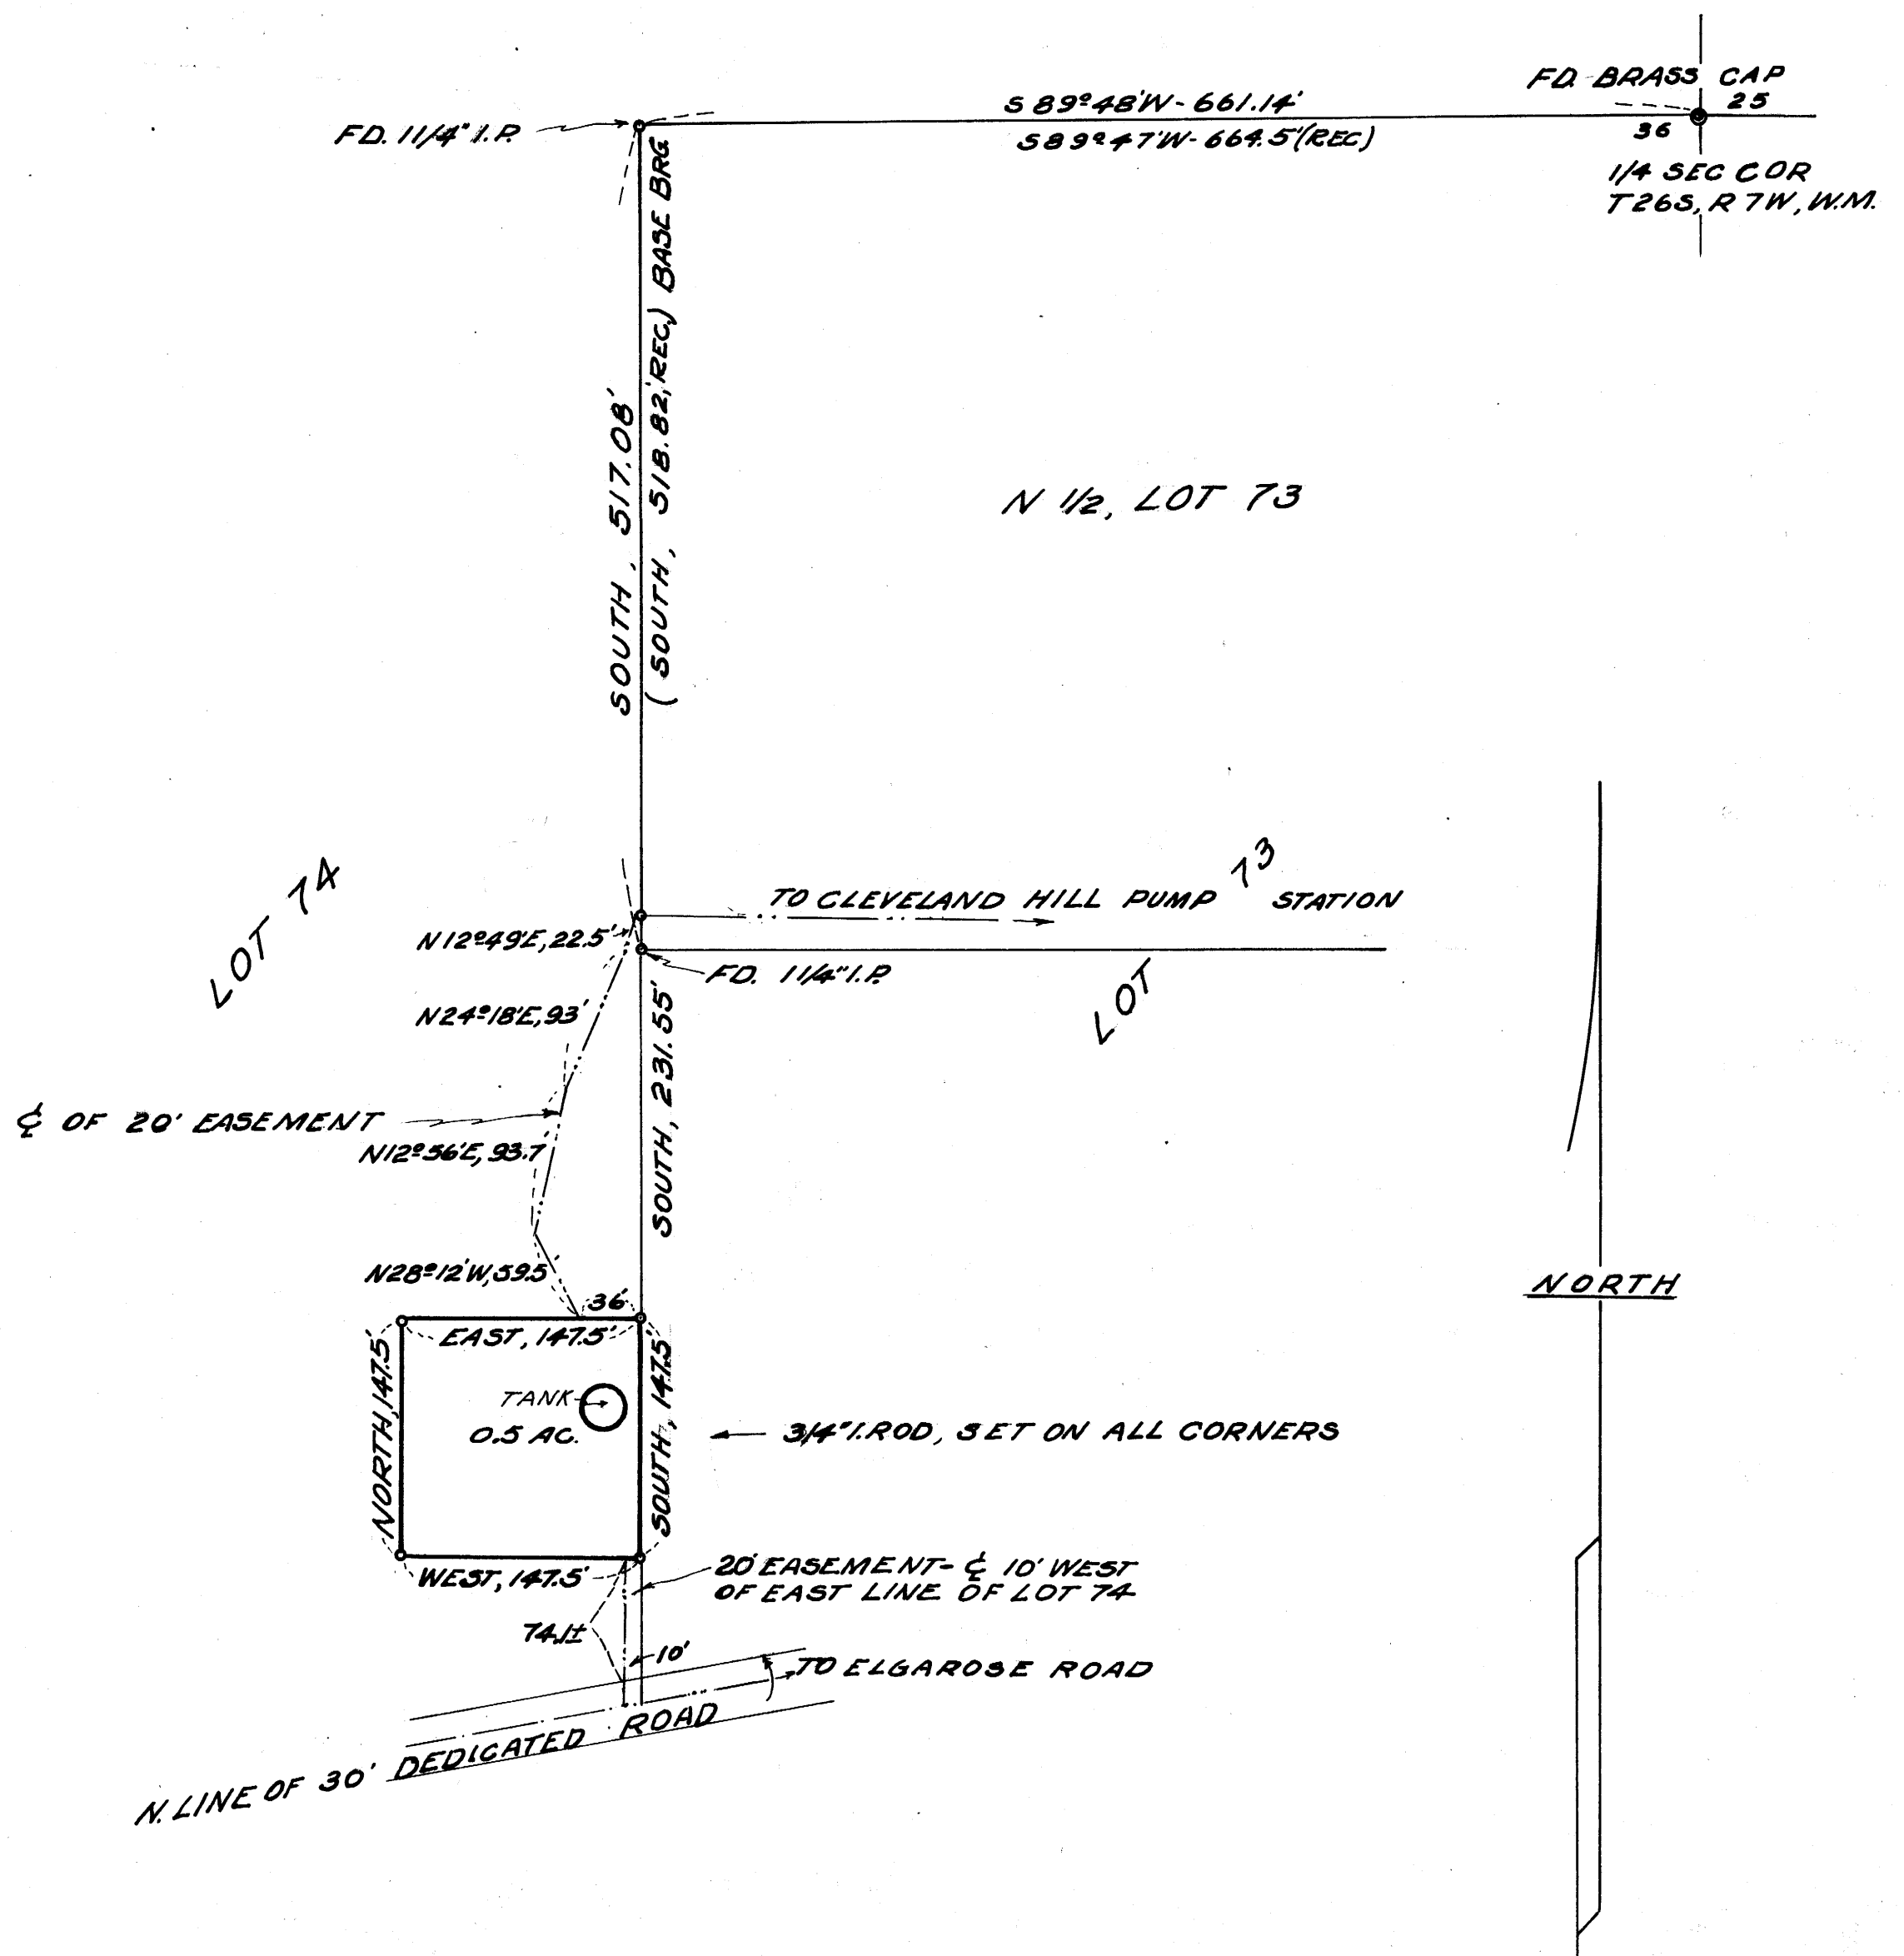 FD. BRASS CAP
25
36
1/4 SEC COR
T26S, R 7W, W.M.
S 89°48'W - 661.14'
S 89°47'W - 664.5' (REC)
FD. 1 1/4" I.P.
SOUTH, 517.08'
(SOUTH, 518.82, REC.) BASE BRG
N 1/2, LOT 73
LOT 74
TO CLEVELAND HILL PUMP STATION
LOT 73
N12°49'E, 22.5'
FD. 1 1/4" I.P.
N24°18'E, 93'
SOUTH, 231.55'
℄ OF 20' EASEMENT
N12°56'E, 93.7'
N28°12'W, 59.5'
36'
EAST, 147.5'
NORTH, 147.5'
SOUTH, 147.5'
TANK
0.5 AC.
3/4" I. ROD, SET ON ALL CORNERS
WEST, 147.5'
20' EASEMENT - ℄ 10' WEST
OF EAST LINE OF LOT 74
74.1±
10'
TO ELGAROSE ROAD
N. LINE OF 30' DEDICATED ROAD
NORTH